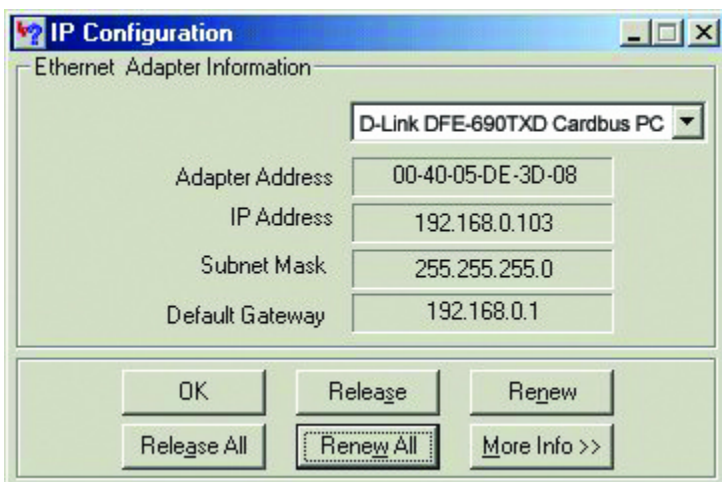 IP Configuration
Ethernet Adapter Information
D-Link DFE-690TXD Cardbus PC
Adapter Address 00-40-05-DE-3D-08
IP Address 192.168.0.103
Subnet Mask 255.255.255.0
Default Gateway 192.168.0.1
OK Release Renew
Release All Renew All More Info >>